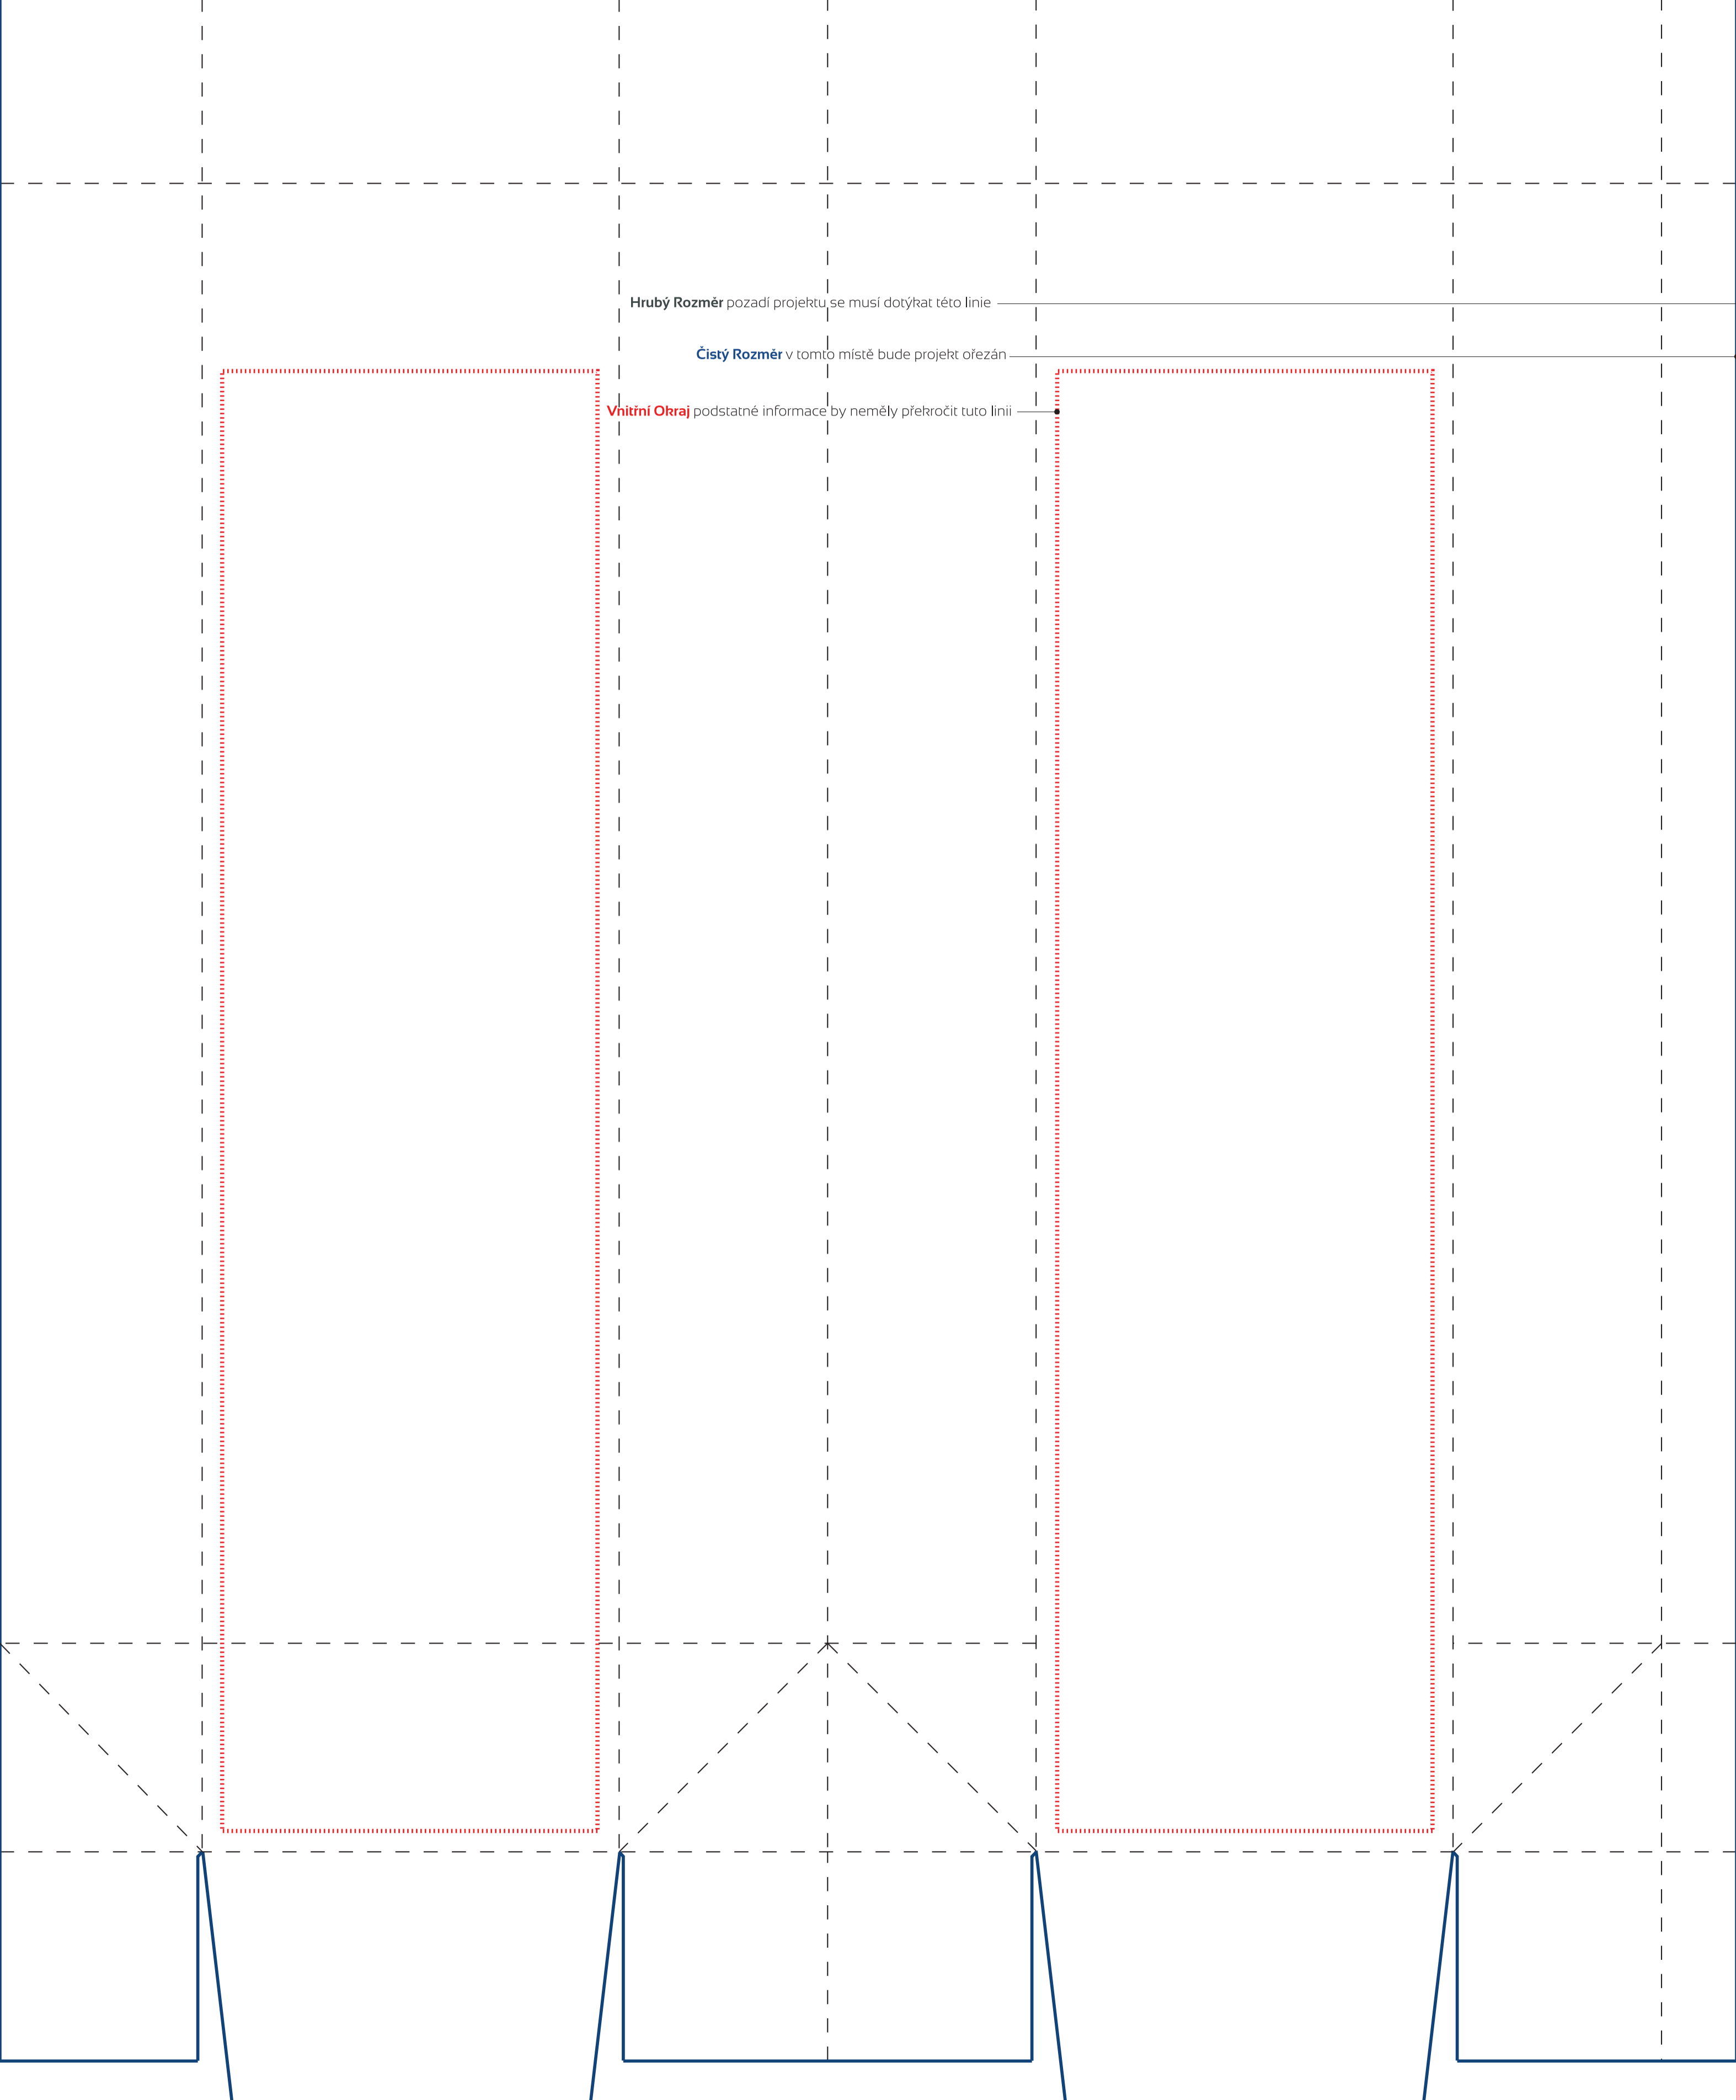 Hrubý Rozměr pozadí projektu se musí dotýkat této linie
Čistý Rozměr v tomto místě bude projekt ořezán
Vnitřní Okraj podstatné informace by neměly překročit tuto linii